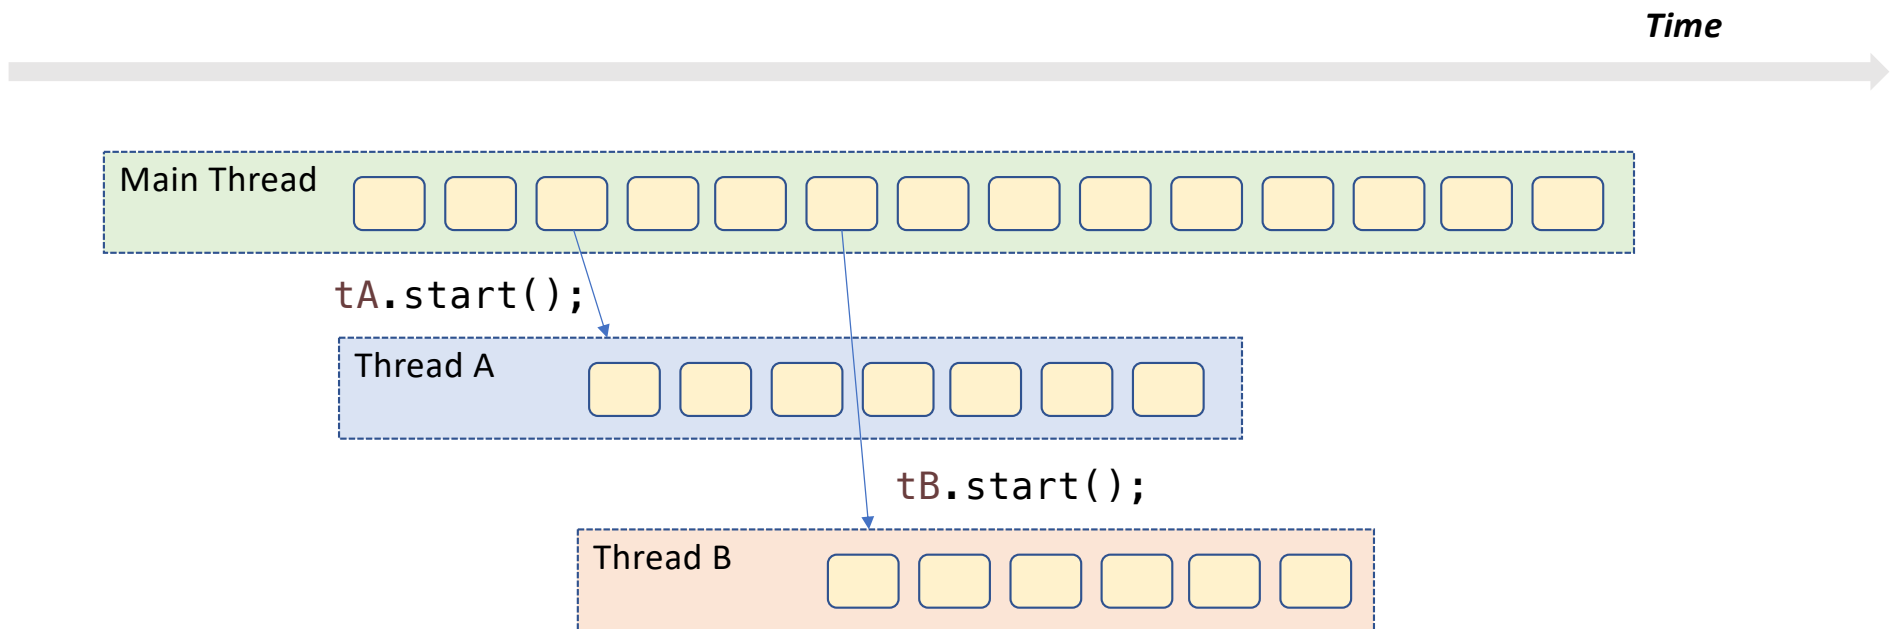 Time
Main Thread
tA.start();
Thread A
tB.start();
Thread B